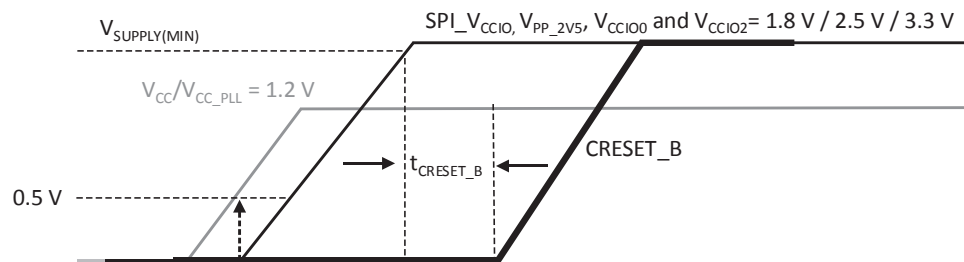 V_SUPPLY(MIN)
SPI_V_CCIO, V_PP_2V5, V_CCIO0 and V_CCIO2= 1.8 V / 2.5 V / 3.3 V
V_CC/V_CC_PLL = 1.2 V
t_CRESET_B
CRESET_B
0.5 V